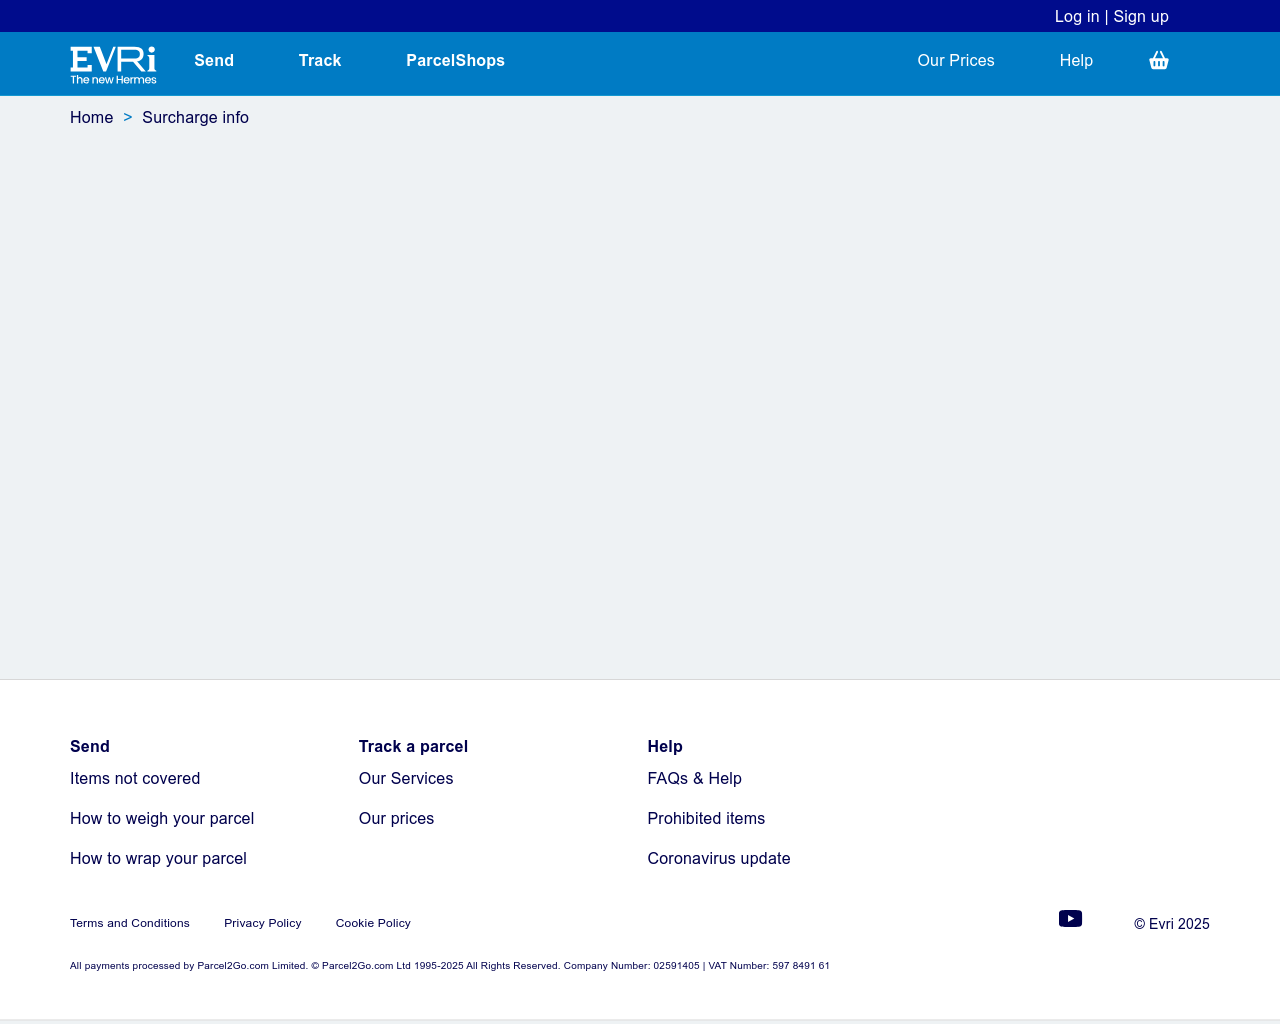 Log in | Sign up
EVRi
The new Hermes
Send
Track
ParcelShops
Our Prices
Help
Home > Surcharge info
Send
Items not covered
How to weigh your parcel
How to wrap your parcel
Track a parcel
Our Services
Our prices
Help
FAQs & Help
Prohibited items
Coronavirus update
Terms and Conditions
Privacy Policy
Cookie Policy
© Evri 2025
All payments processed by Parcel2Go.com Limited. © Parcel2Go.com Ltd 1995-2025 All Rights Reserved. Company Number: 02591405 | VAT Number: 597 8491 61